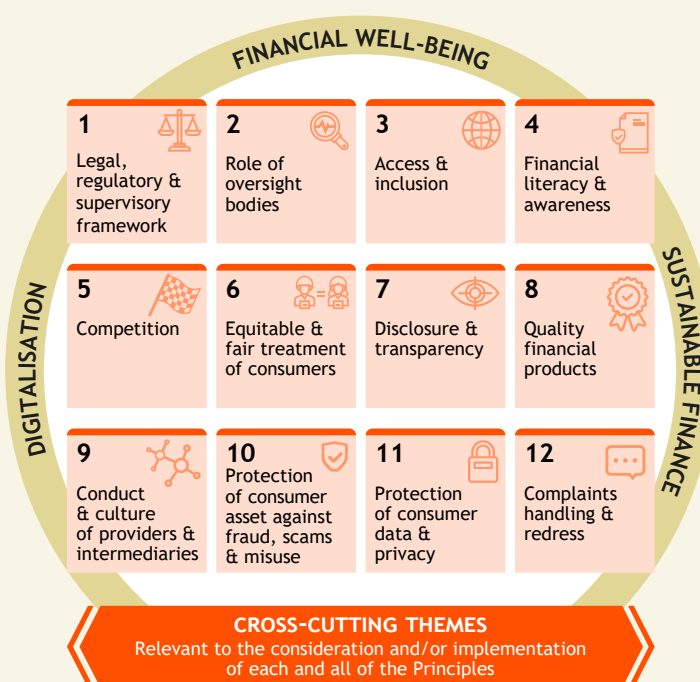 FINANCIAL WELL-BEING
1
Legal,
regulatory &
supervisory
framework
2
Role of
oversight
bodies
3
Access &
inclusion
4
Financial
literacy &
awareness
DIGITALISATION
SUSTAINABLE FINANCE
5
Competition
6
Equitable &
fair treatment
of consumers
7
Disclosure &
transparency
8
Quality
financial
products
9
Conduct
& culture
of providers &
intermediaries
10
Protection
of consumer
asset against
fraud, scams
& misuse
11
Protection
of consumer
data &
privacy
12
Complaints
handling &
redress
CROSS-CUTTING THEMES
Relevant to the consideration and/or implementation
of each and all of the Principles